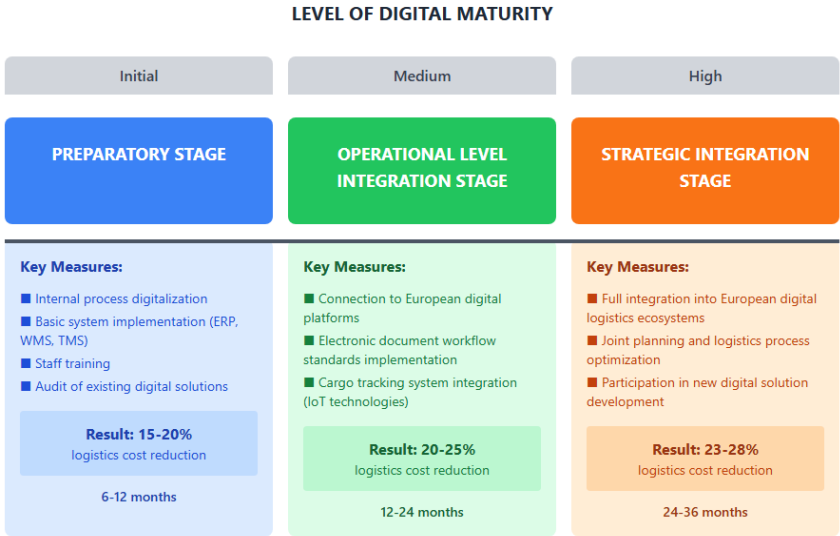 LEVEL OF DIGITAL MATURITY
Initial
Medium
High
PREPARATORY STAGE
OPERATIONAL LEVEL
INTEGRATION STAGE
STRATEGIC INTEGRATION
STAGE
Key Measures:
■ Internal process digitalization
■ Basic system implementation (ERP,
WMS, TMS)
■ Staff training
■ Audit of existing digital solutions
Result: 15-20%
logistics cost reduction
6-12 months
Key Measures:
■ Connection to European digital
platforms
■ Electronic document workflow
standards implementation
■ Cargo tracking system integration
(IoT technologies)
Result: 20-25%
logistics cost reduction
12-24 months
Key Measures:
■ Full integration into European digital
logistics ecosystems
■ Joint planning and logistics process
optimization
■ Participation in new digital solution
development
Result: 23-28%
logistics cost reduction
24-36 months